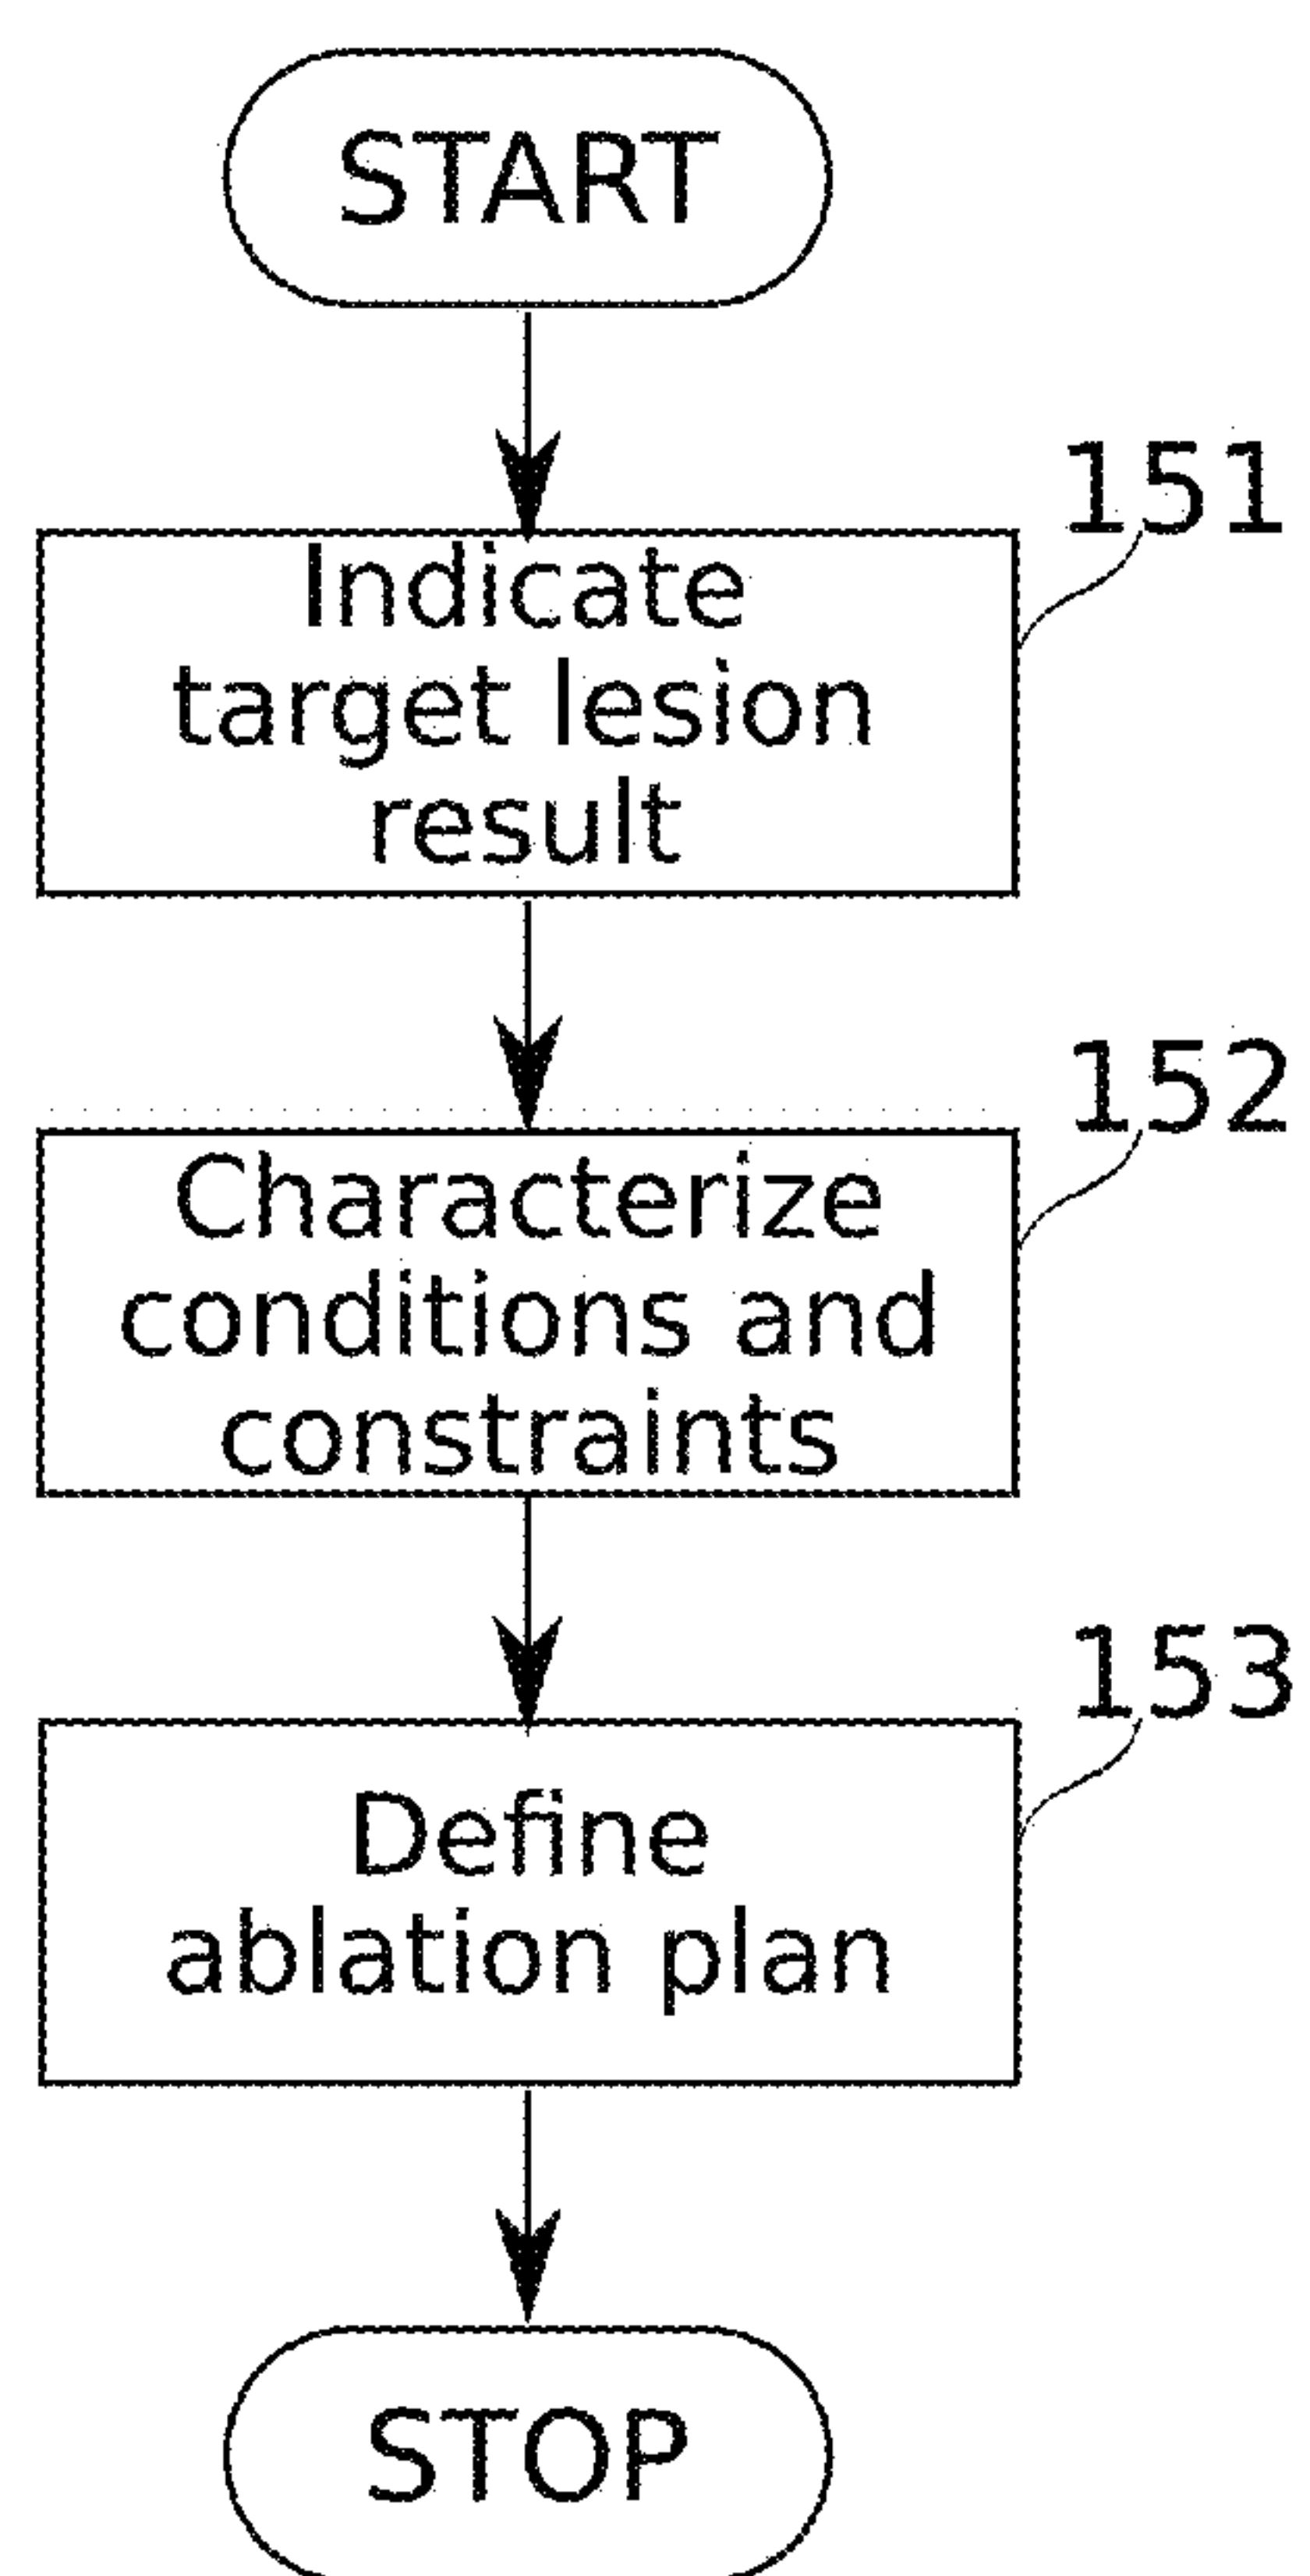 START
151
Indicate
target lesion
result
152
Characterize
conditions and
constraints
153
Define
ablation plan
STOP